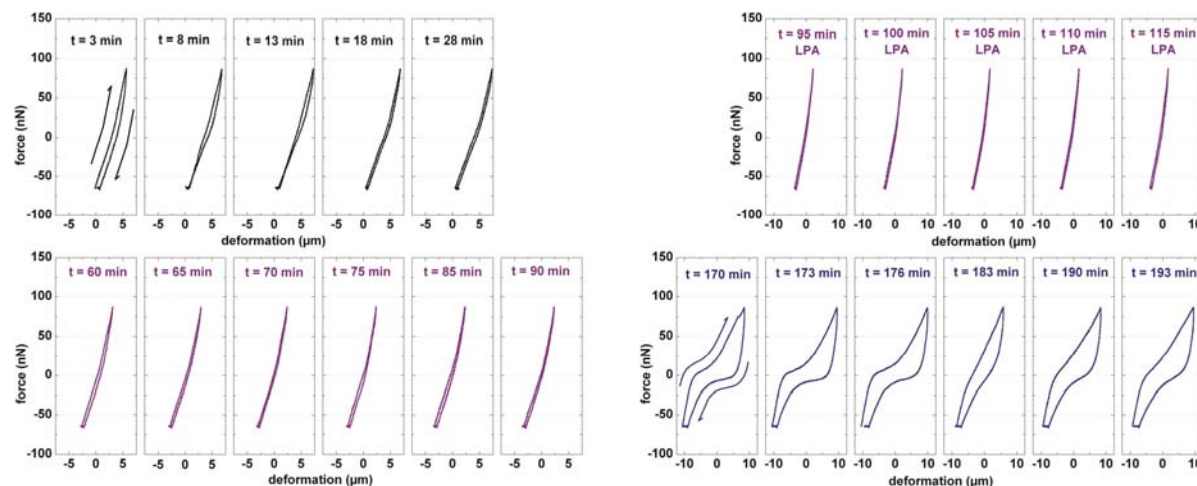 150
100
50
0
-50
-100
force (nN)
t = 3 min
t = 8 min
t = 13 min
t = 18 min
t = 28 min
-5 0 5 -5 0 5 -5 0 5 -5 0 5 -5 0 5
deformation (µm)
150
100
50
0
-50
-100
force (nN)
t = 95 min
LPA
t = 100 min
LPA
t = 105 min
LPA
t = 110 min
LPA
t = 115 min
LPA
-10 0 10 -10 0 10 -10 0 10 -10 0 10 -10 0 10
deformation (µm)
150
100
50
0
-50
-100
force (nN)
t = 60 min
t = 65 min
t = 70 min
t = 75 min
t = 85 min
t = 90 min
-5 0 5 -5 0 5 -5 0 5 -5 0 5 -5 0 5 -5 0 5
deformation (µm)
150
100
50
0
-50
-100
force (nN)
t = 170 min
t = 173 min
t = 176 min
t = 183 min
t = 190 min
t = 193 min
-10 0 10 -10 0 10 -10 0 10 -10 0 10 -10 0 10 -10 0 10
deformation (µm)